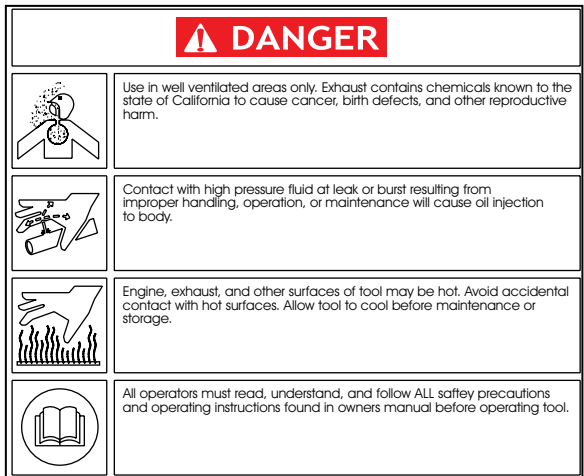 DANGER
Use in well ventilated areas only. Exhaust contains chemicals known to the
state of California to cause cancer, birth defects, and other reproductive
harm.
Contact with high pressure fluid at leak or burst resulting from
improper handling, operation, or maintenance will cause oil injection
to body.
Engine, exhaust, and other surfaces of tool may be hot. Avoid accidental
contact with hot surfaces. Allow tool to cool before maintenance or
storage.
All operators must read, understand, and follow ALL saftey precautions
and operating instructions found in owners manual before operating tool.